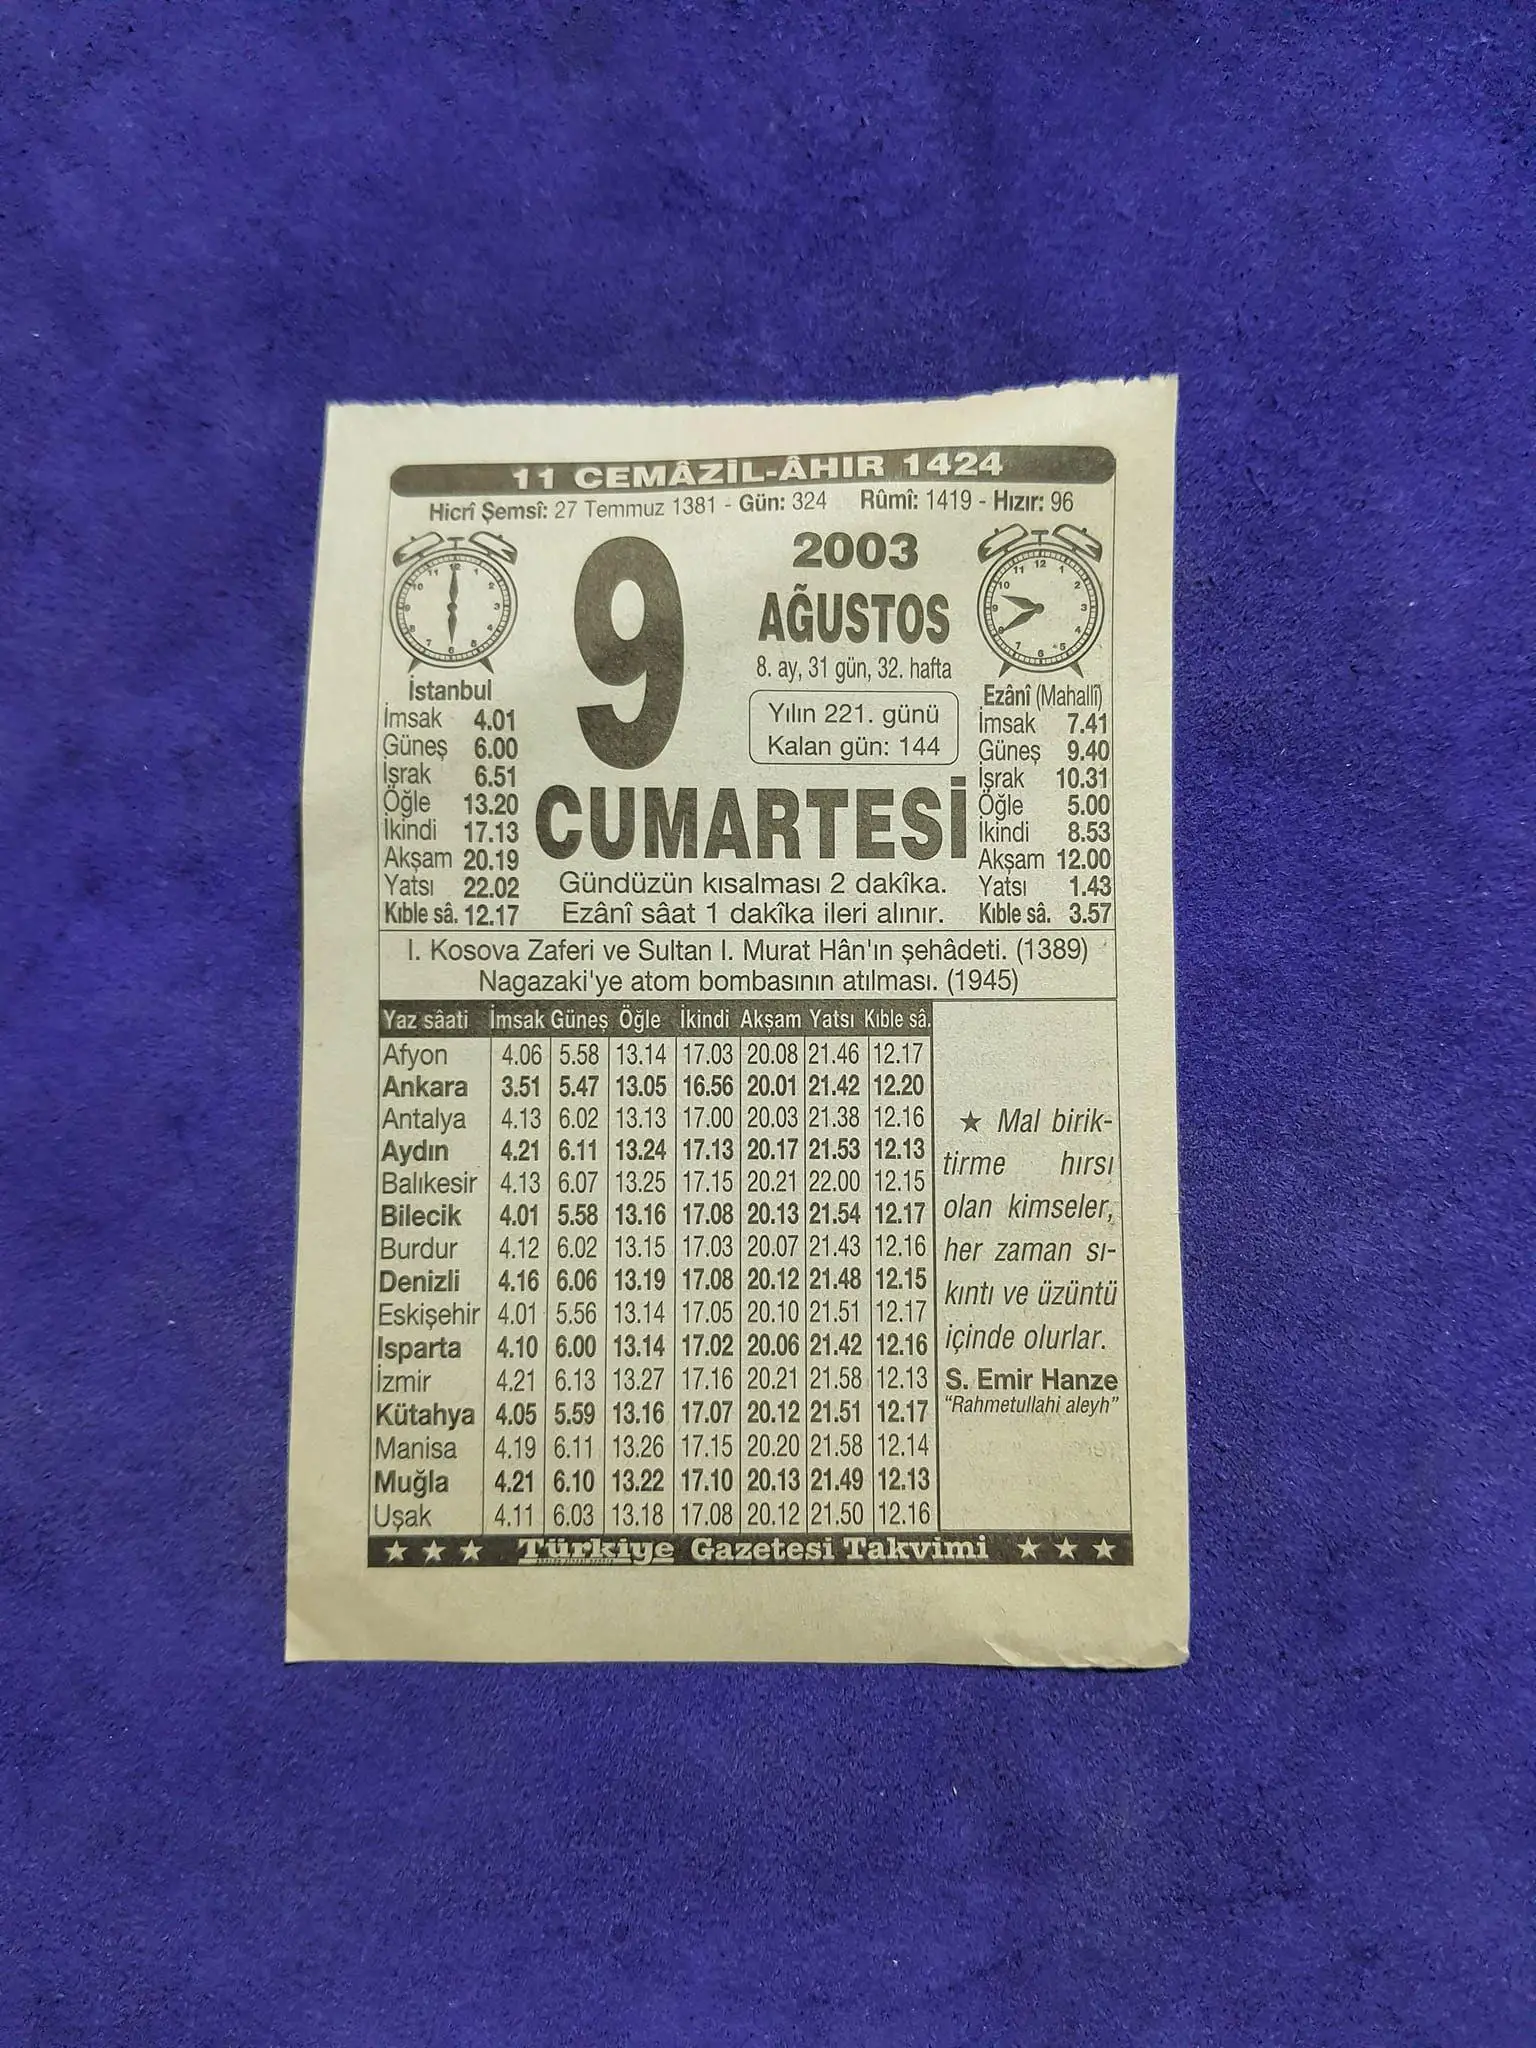 11 CEMÂZİL-ÂHIR 1424
Hicrî Şemsî: 27 Temmuz 1381 - Gün: 324 Rûmî: 1419 - Hızır: 96
9
2003
AĞUSTOS
8. ay, 31 gün, 32. hafta
Yılın 221. günü
Kalan gün: 144
CUMARTESİ
Gündüzün kısalması 2 dakîka.
Ezânî sâat 1 dakîka ileri alınır.
İstanbul
İmsak 4.01
Güneş 6.00
İşrak 6.51
Öğle 13.20
İkindi 17.13
Akşam 20.19
Yatsı 22.02
Kıble sâ. 12.17
Ezânî (Mahallî)
İmsak 7.41
Güneş 9.40
İşrak 10.31
Öğle 5.00
İkindi 8.53
Akşam 12.00
Yatsı 1.43
Kıble sâ. 3.57
I. Kosova Zaferi ve Sultan I. Murat Hân'ın şehâdeti. (1389)
Nagazaki'ye atom bombasının atılması. (1945)
Yaz sâati İmsak Güneş Öğle İkindi Akşam Yatsı Kıble sâ.
Afyon 4.06 5.58 13.14 17.03 20.08 21.46 12.17
Ankara 3.51 5.47 13.05 16.56 20.01 21.42 12.20
Antalya 4.13 6.02 13.13 17.00 20.03 21.38 12.16
Aydın 4.21 6.11 13.24 17.13 20.17 21.53 12.13
Balıkesir 4.13 6.07 13.25 17.15 20.21 22.00 12.15
Bilecik 4.01 5.58 13.16 17.08 20.13 21.54 12.17
Burdur 4.12 6.02 13.15 17.03 20.07 21.43 12.16
Denizli 4.16 6.06 13.19 17.08 20.12 21.48 12.15
Eskişehir 4.01 5.56 13.14 17.05 20.10 21.51 12.17
Isparta 4.10 6.00 13.14 17.02 20.06 21.42 12.16
İzmir 4.21 6.13 13.27 17.16 20.21 21.58 12.13
Kütahya 4.05 5.59 13.16 17.07 20.12 21.51 12.17
Manisa 4.19 6.11 13.26 17.15 20.20 21.58 12.14
Muğla 4.21 6.10 13.22 17.10 20.13 21.49 12.13
Uşak 4.11 6.03 13.18 17.08 20.12 21.50 12.16
★ Mal birik-
tirme hırsı
olan kimseler,
her zaman sı-
kıntı ve üzüntü
içinde olurlar.
S. Emir Hanze
“Rahmetullahi aleyh”
★ ★ ★ Türkiye Gazetesi Takvimi ★ ★ ★